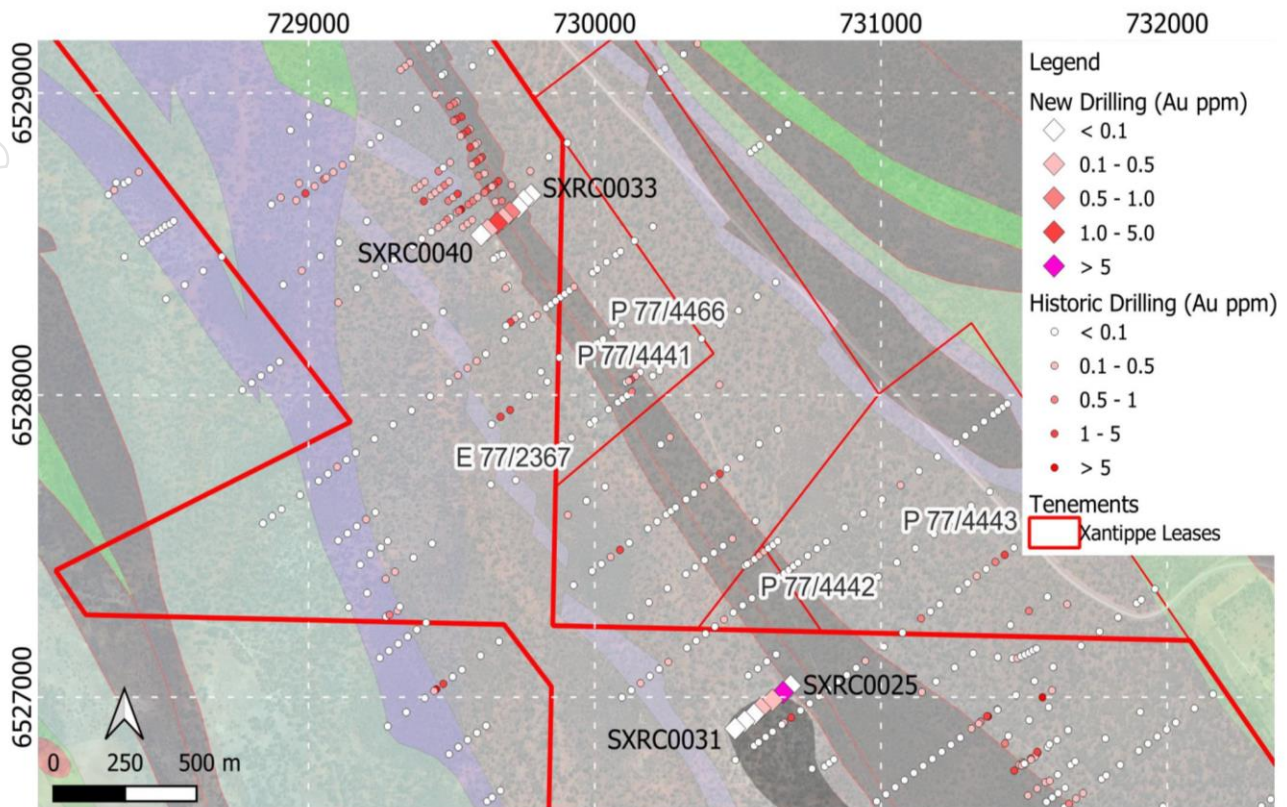 729000
730000
731000
732000
6529000
6528000
6527000
SXRC0033
SXRC0040
P 77/4466
P 77/4441
E 77/2367
P 77/4443
P 77/4442
SXRC0025
SXRC0031
0 250 500 m
Legend
New Drilling (Au ppm)
< 0.1
0.1 - 0.5
0.5 - 1.0
1.0 - 5.0
> 5
Historic Drilling (Au ppm)
< 0.1
0.1 - 0.5
0.5 - 1
1 - 5
> 5
Tenements
Xantippe Leases